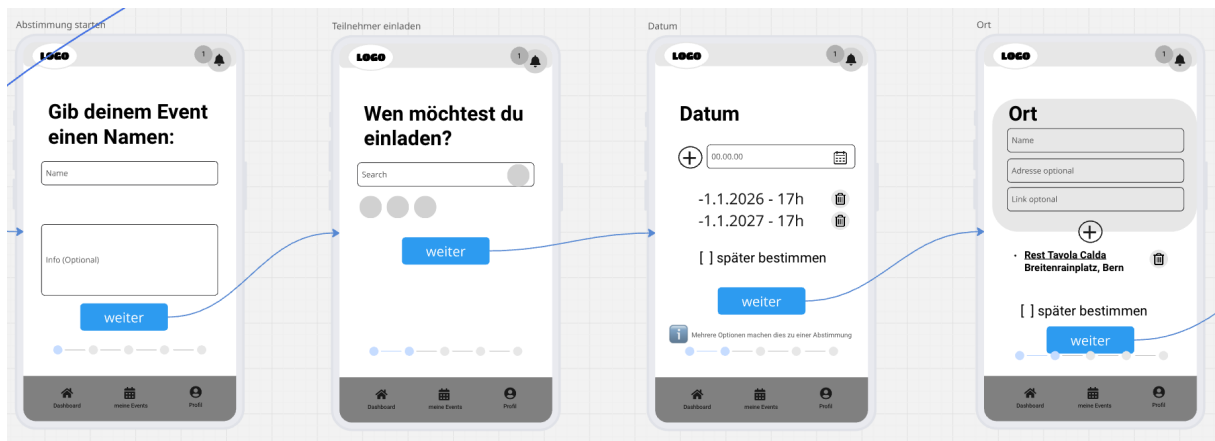 Abstimmung starten
LOGO
1
Gib deinem Event
einen Namen:
Name
Info (Optional)
weiter
Dashboard
meine Events
Profil
Teilnehmer einladen
LOGO
1
Wen möchtest du
einladen?
Search
weiter
Dashboard
meine Events
Profil
Datum
LOGO
1
Datum
00.00.00
-1.1.2026 - 17h
-1.1.2027 - 17h
[ ] später bestimmen
weiter
i Mehrere Optionen machen dies zu einer Abstimmung
Dashboard
meine Events
Profil
Ort
LOGO
1
Ort
Name
Adresse optional
Link optonal
• Rest Tavola Calda
Breitenrainplatz, Bern
[ ] später bestimmen
weiter
Dashboard
meine Events
Profil